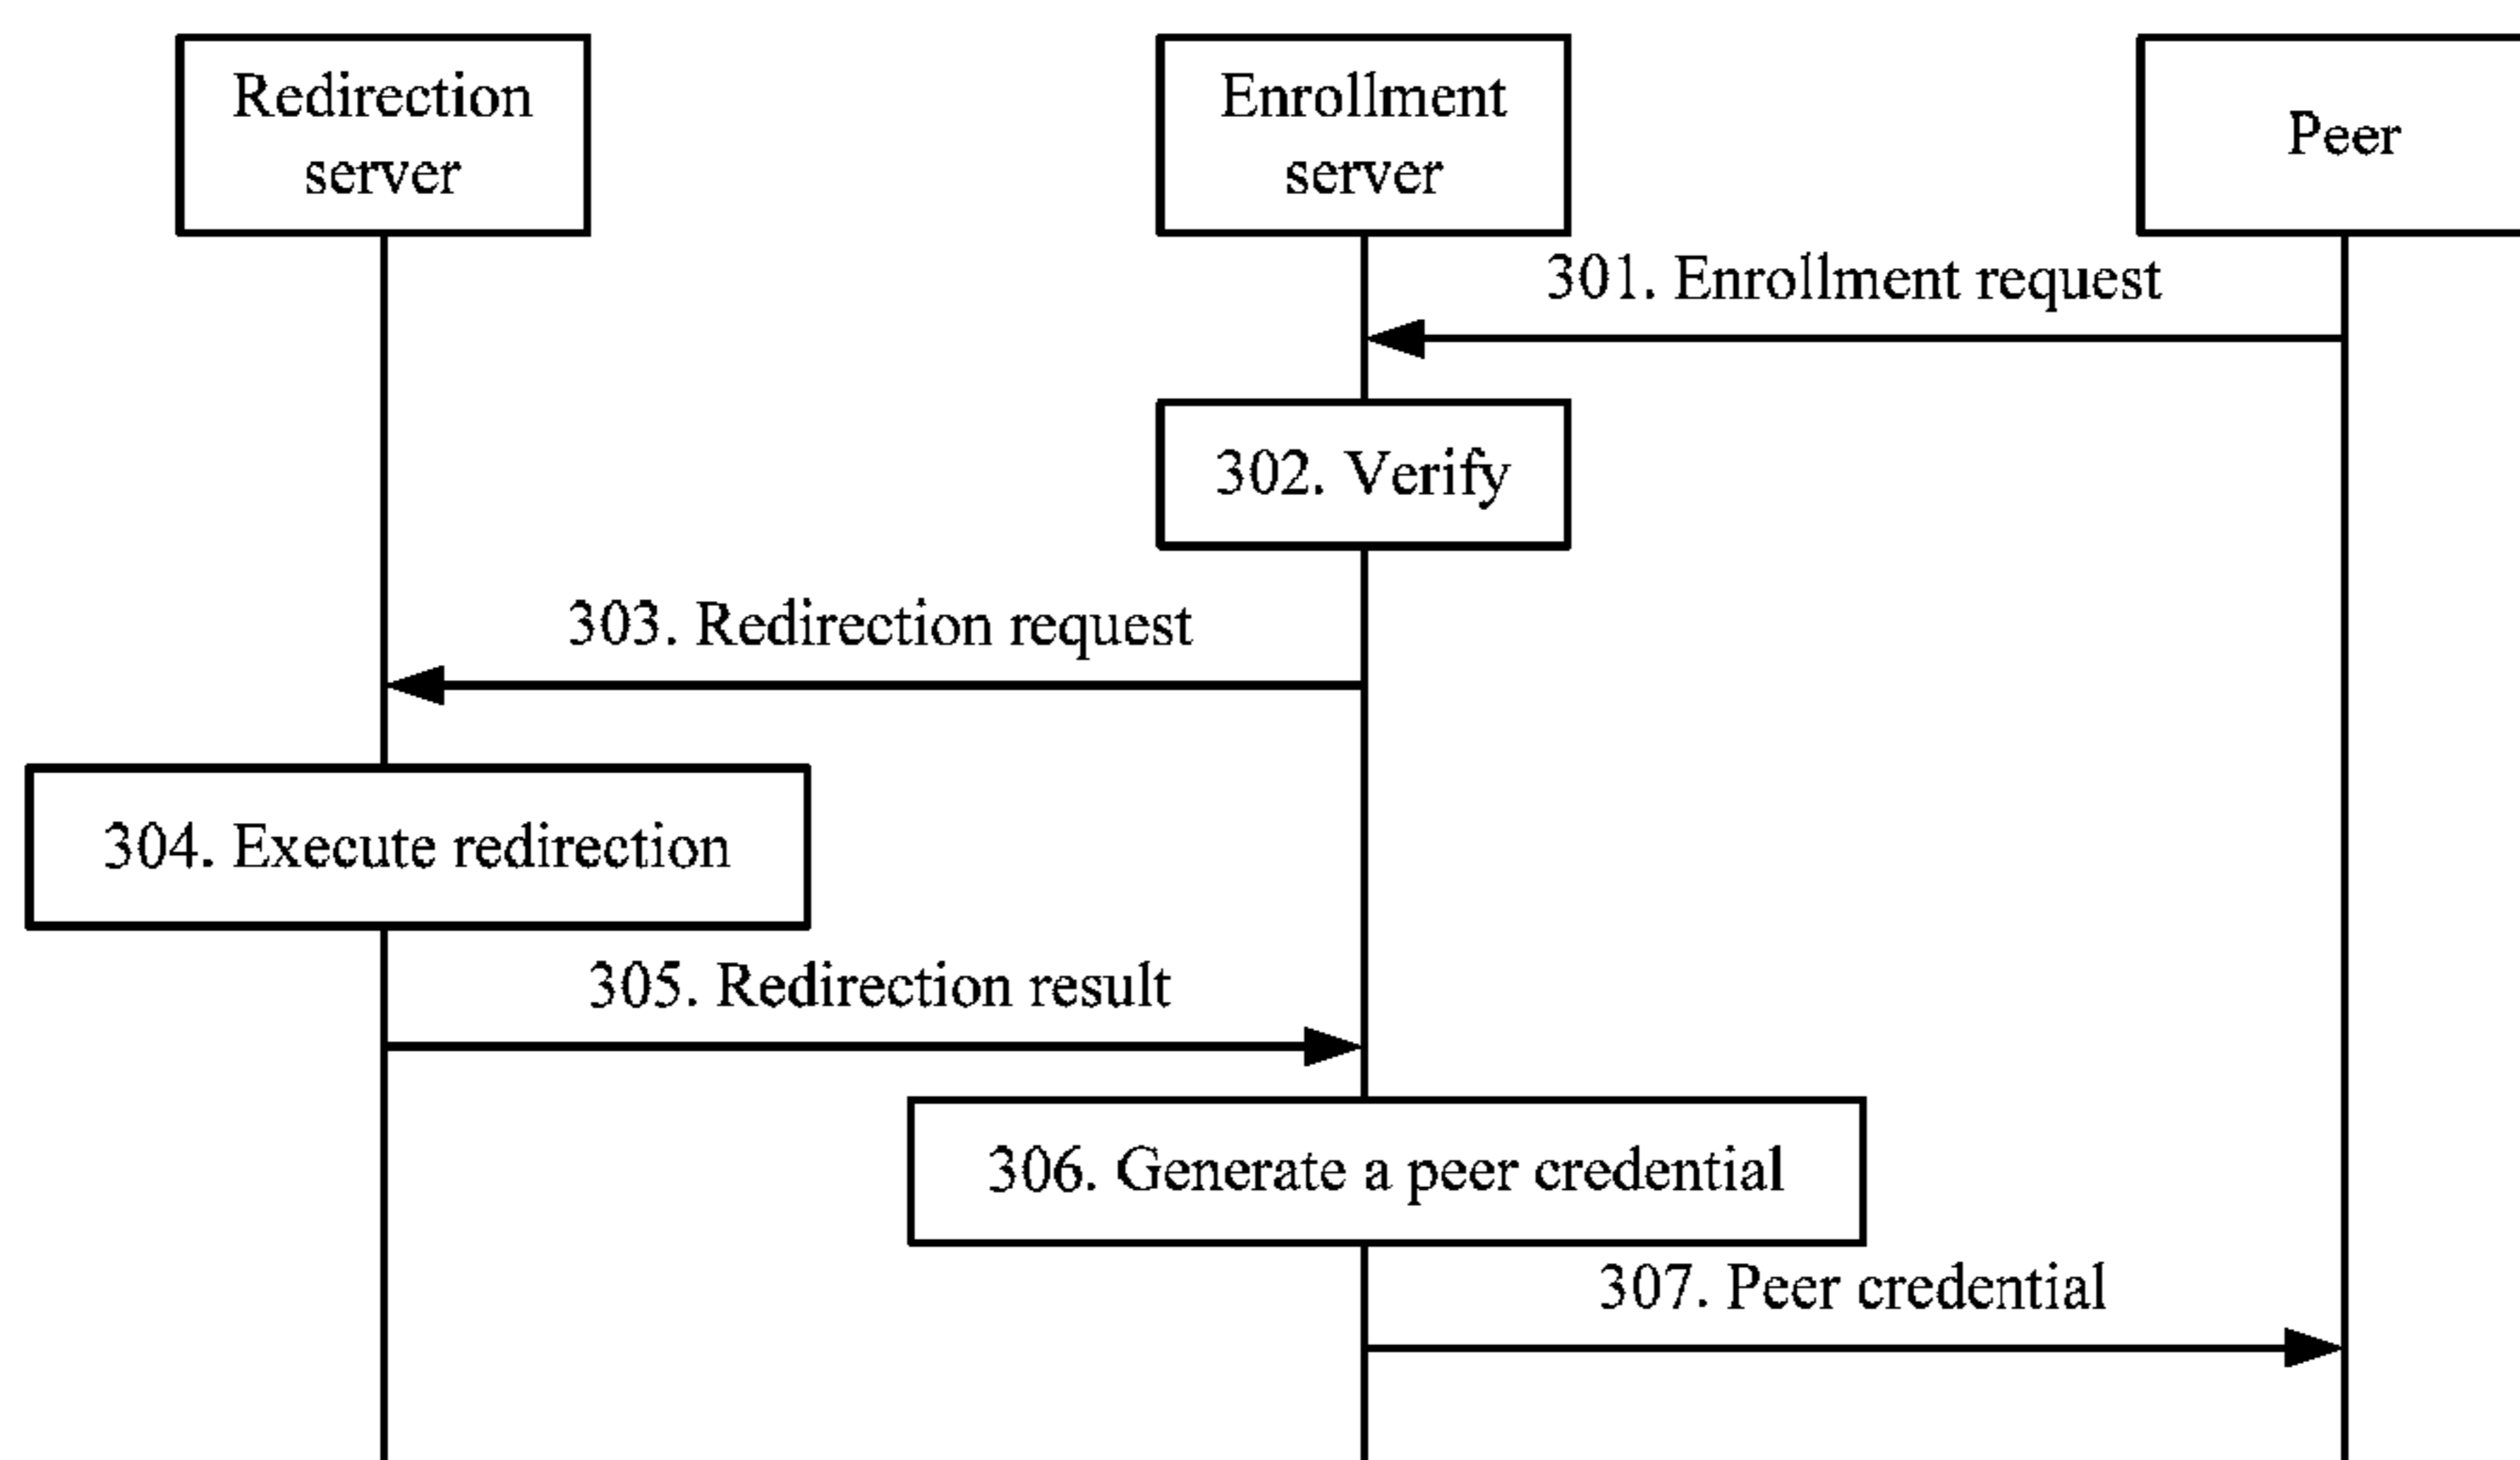 Redirection
server
Enrollment
server
Peer
301. Enrollment request
302. Verify
303. Redirection request
304. Execute redirection
305. Redirection result
306. Generate a peer credential
307. Peer credential